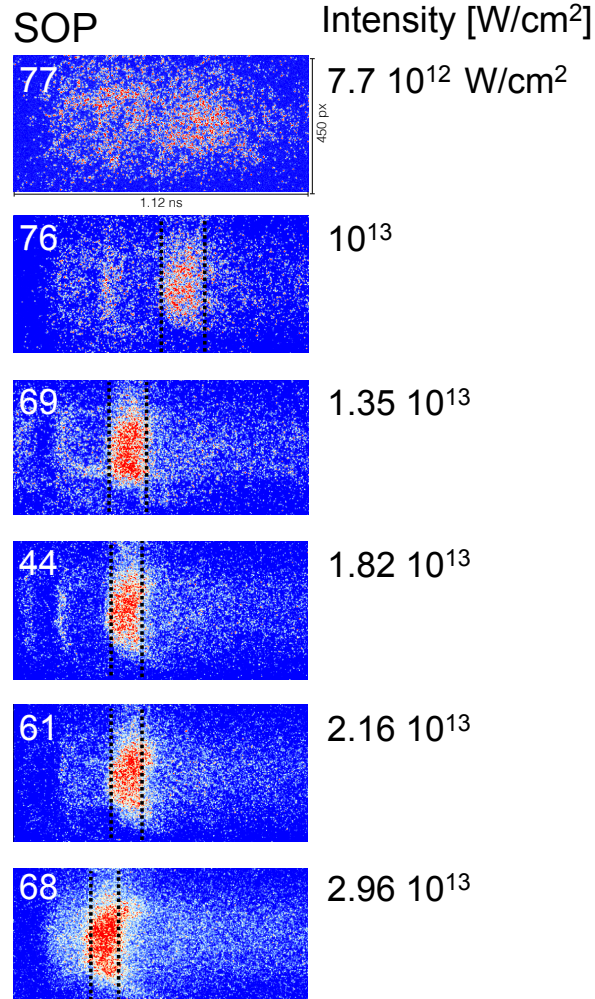 SOP Intensity [W/cm²]
77 7.7 10¹² W/cm²
450 px
1.12 ns
76 10¹³
69 1.35 10¹³
44 1.82 10¹³
61 2.16 10¹³
68 2.96 10¹³